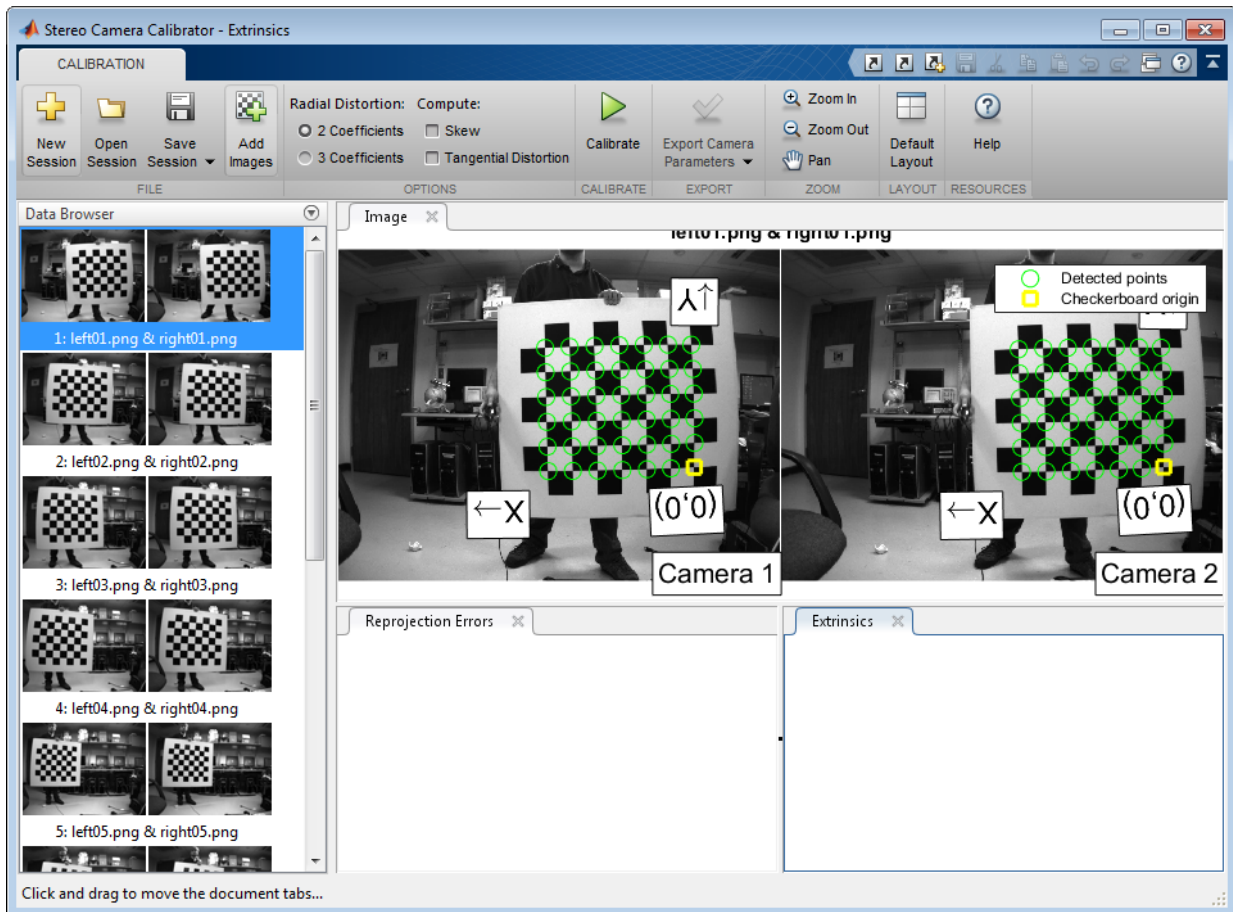 Stereo Camera Calibrator - Extrinsics
CALIBRATION
New Session
Open Session
Save Session
Add Images
FILE
Radial Distortion:
2 Coefficients
3 Coefficients
Compute:
Skew
Tangential Distortion
OPTIONS
Calibrate
CALIBRATE
Export Camera Parameters
EXPORT
Zoom In
Zoom Out
Pan
ZOOM
Default Layout
LAYOUT
Help
RESOURCES
Data Browser
1: left01.png & right01.png
2: left02.png & right02.png
3: left03.png & right03.png
4: left04.png & right04.png
5: left05.png & right05.png
Image
left01.png & right01.png
Y→
←X
(0,0)
Camera 1
Detected points
Checkerboard origin
←X
(0,0)
Camera 2
Reprojection Errors
Extrinsics
Click and drag to move the document tabs...